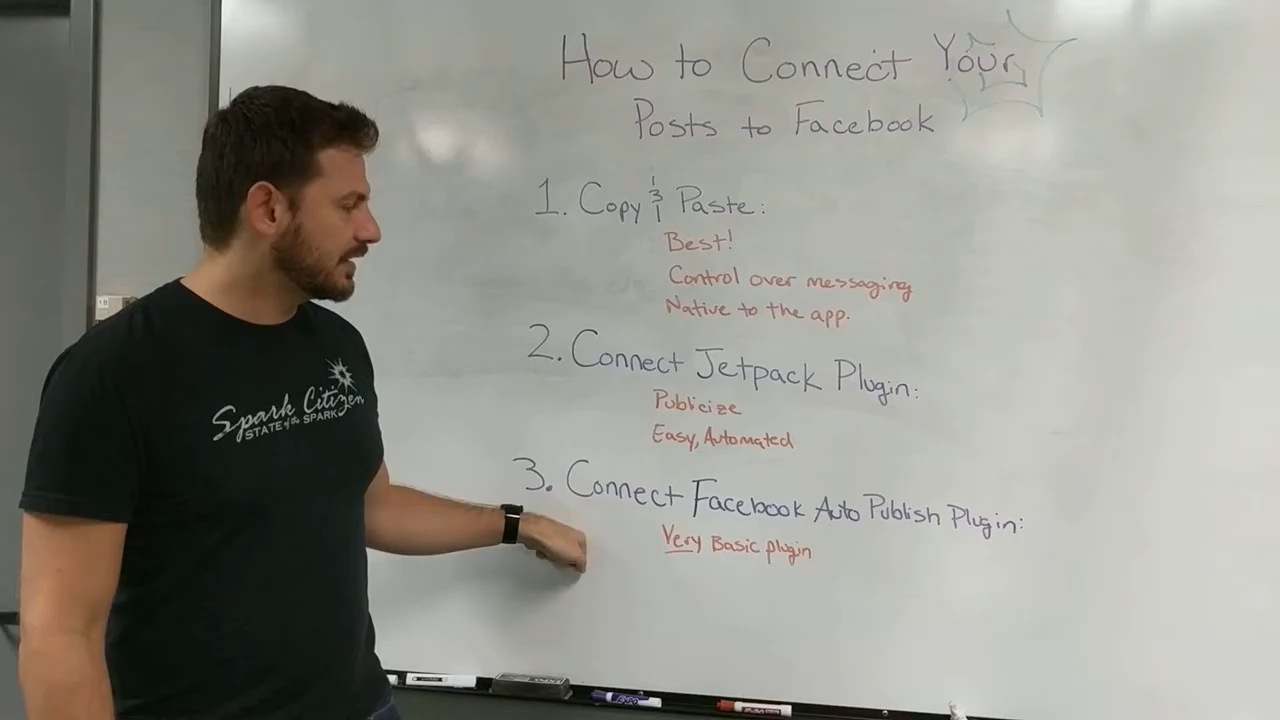 How to Connect Your
Posts to Facebook
1. Copy & Paste:
Best!
Control over messaging
Native to the app.
2. Connect Jetpack Plugin:
Publicize
Easy, Automated
3. Connect Facebook Auto Publish Plugin:
Very Basic plugin
Spark Citizen
STATE of the SPARK
EXPO